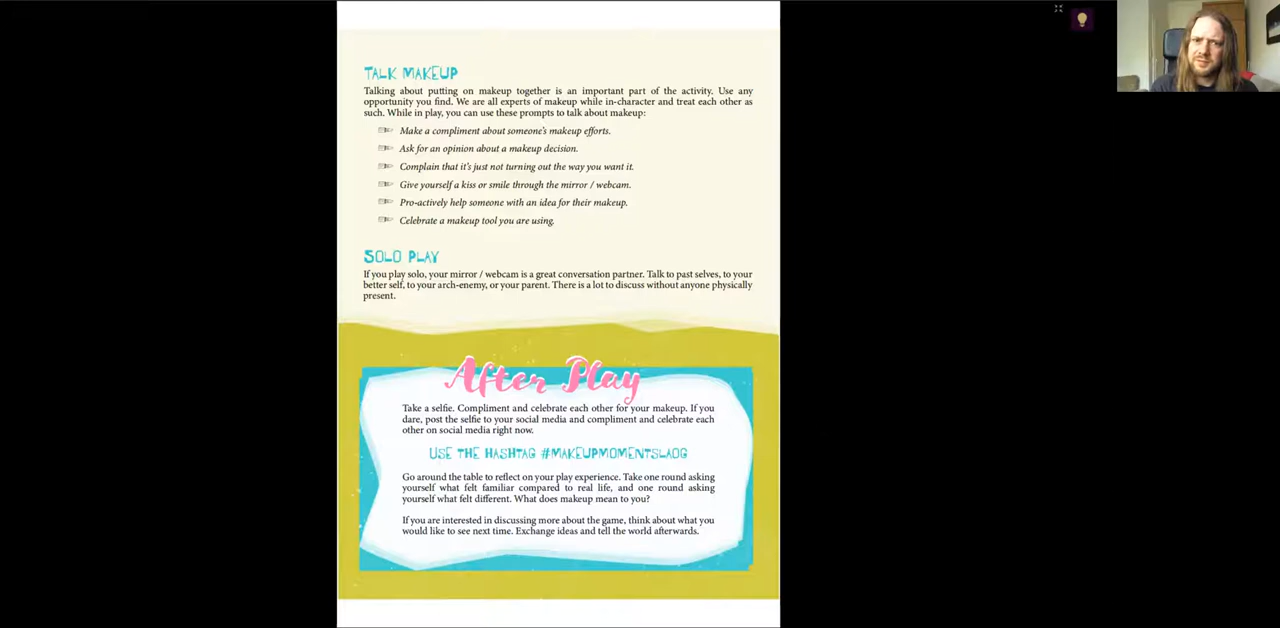 TALK MAKEUP
Talking about putting on makeup together is an important part of the activity. Use any
opportunity you find. We are all experts of makeup while in-character and treat each other as
such. While in play, you can use these prompts to talk about makeup:
Make a compliment about someone's makeup efforts.
Ask for an opinion about a makeup decision.
Complain that it's just not turning out the way you want it.
Give yourself a kiss or smile through the mirror / webcam.
Pro-actively help someone with an idea for their makeup.
Celebrate a makeup tool you are using.
SOLO PLAY
If you play solo, your mirror / webcam is a great conversation partner. Talk to past selves, to your
better self, to your arch-enemy, or your parent. There is a lot to discuss without anyone physically
present.
After Play
Take a selfie. Compliment and celebrate each other for your makeup. If you
dare, post the selfie to your social media and compliment and celebrate each
other on social media right now.
USE THE HASHTAG #MAKEUPMOMENTSLAOG
Go around the table to reflect on your play experience. Take one round asking
yourself what felt familiar compared to real life, and one round asking
yourself what felt different. What does makeup mean to you?
If you are interested in discussing more about the game, think about what you
would like to see next time. Exchange ideas and tell the world afterwards.